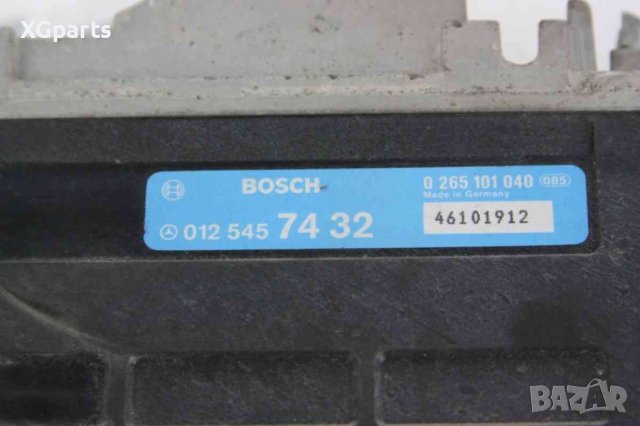 XGparts
BOSCH
0 265 101 040 085
Made in Germany
012 545 74 32
46101912
BAZAR